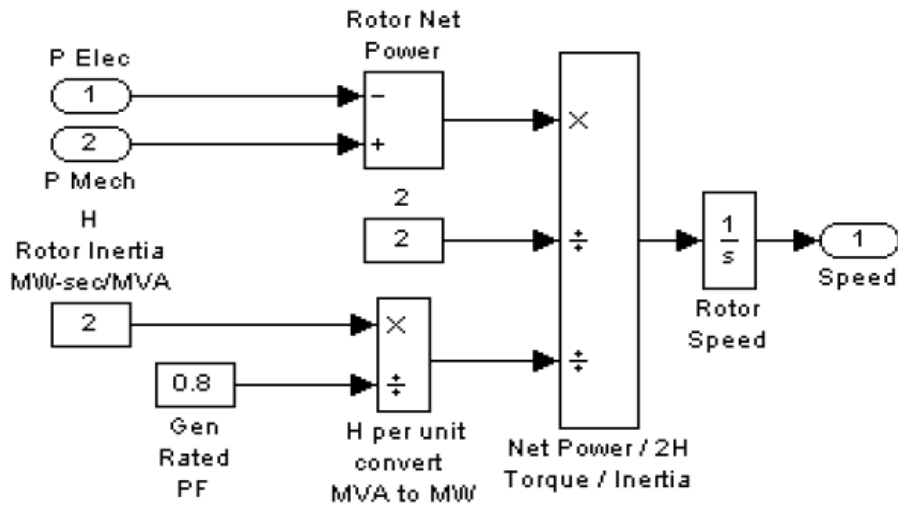 P Elec
1
2
P Mech
Rotor Net
Power
−
+
×
÷
÷
2
2
H
Rotor Inertia
MW-sec/MVA
2
0.8
Gen
Rated
PF
×
÷
H per unit
convert
MVA to MW
Net Power / 2H
Torque / Inertia
1
s
Rotor
Speed
1
Speed